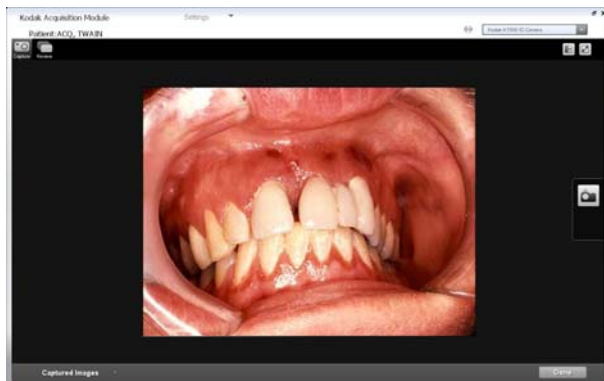 Kodak Acquisition Module
Settings
Patient:ACQ, TWAIN
Capture
Review
Captured Images
Done